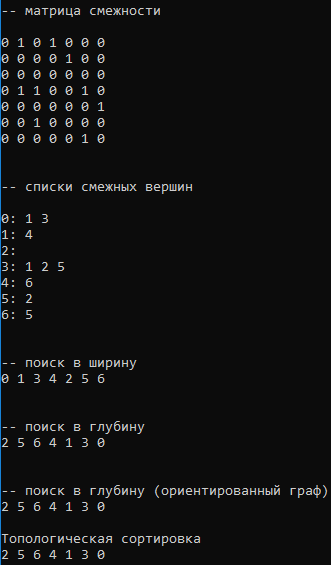 -- матрица смежности
0 1 0 1 0 0 0
0 0 0 0 1 0 0
0 0 0 0 0 0 0
0 1 1 0 0 1 0
0 0 0 0 0 0 1
0 0 1 0 0 0 0
0 0 0 0 0 1 0
-- списки смежных вершин
0: 1 3
1: 4
2:
3: 1 2 5
4: 6
5: 2
6: 5
-- поиск в ширину
0 1 3 4 2 5 6
-- поиск в глубину
2 5 6 4 1 3 0
-- поиск в глубину (ориентированный граф)
2 5 6 4 1 3 0
Топологическая сортировка
2 5 6 4 1 3 0